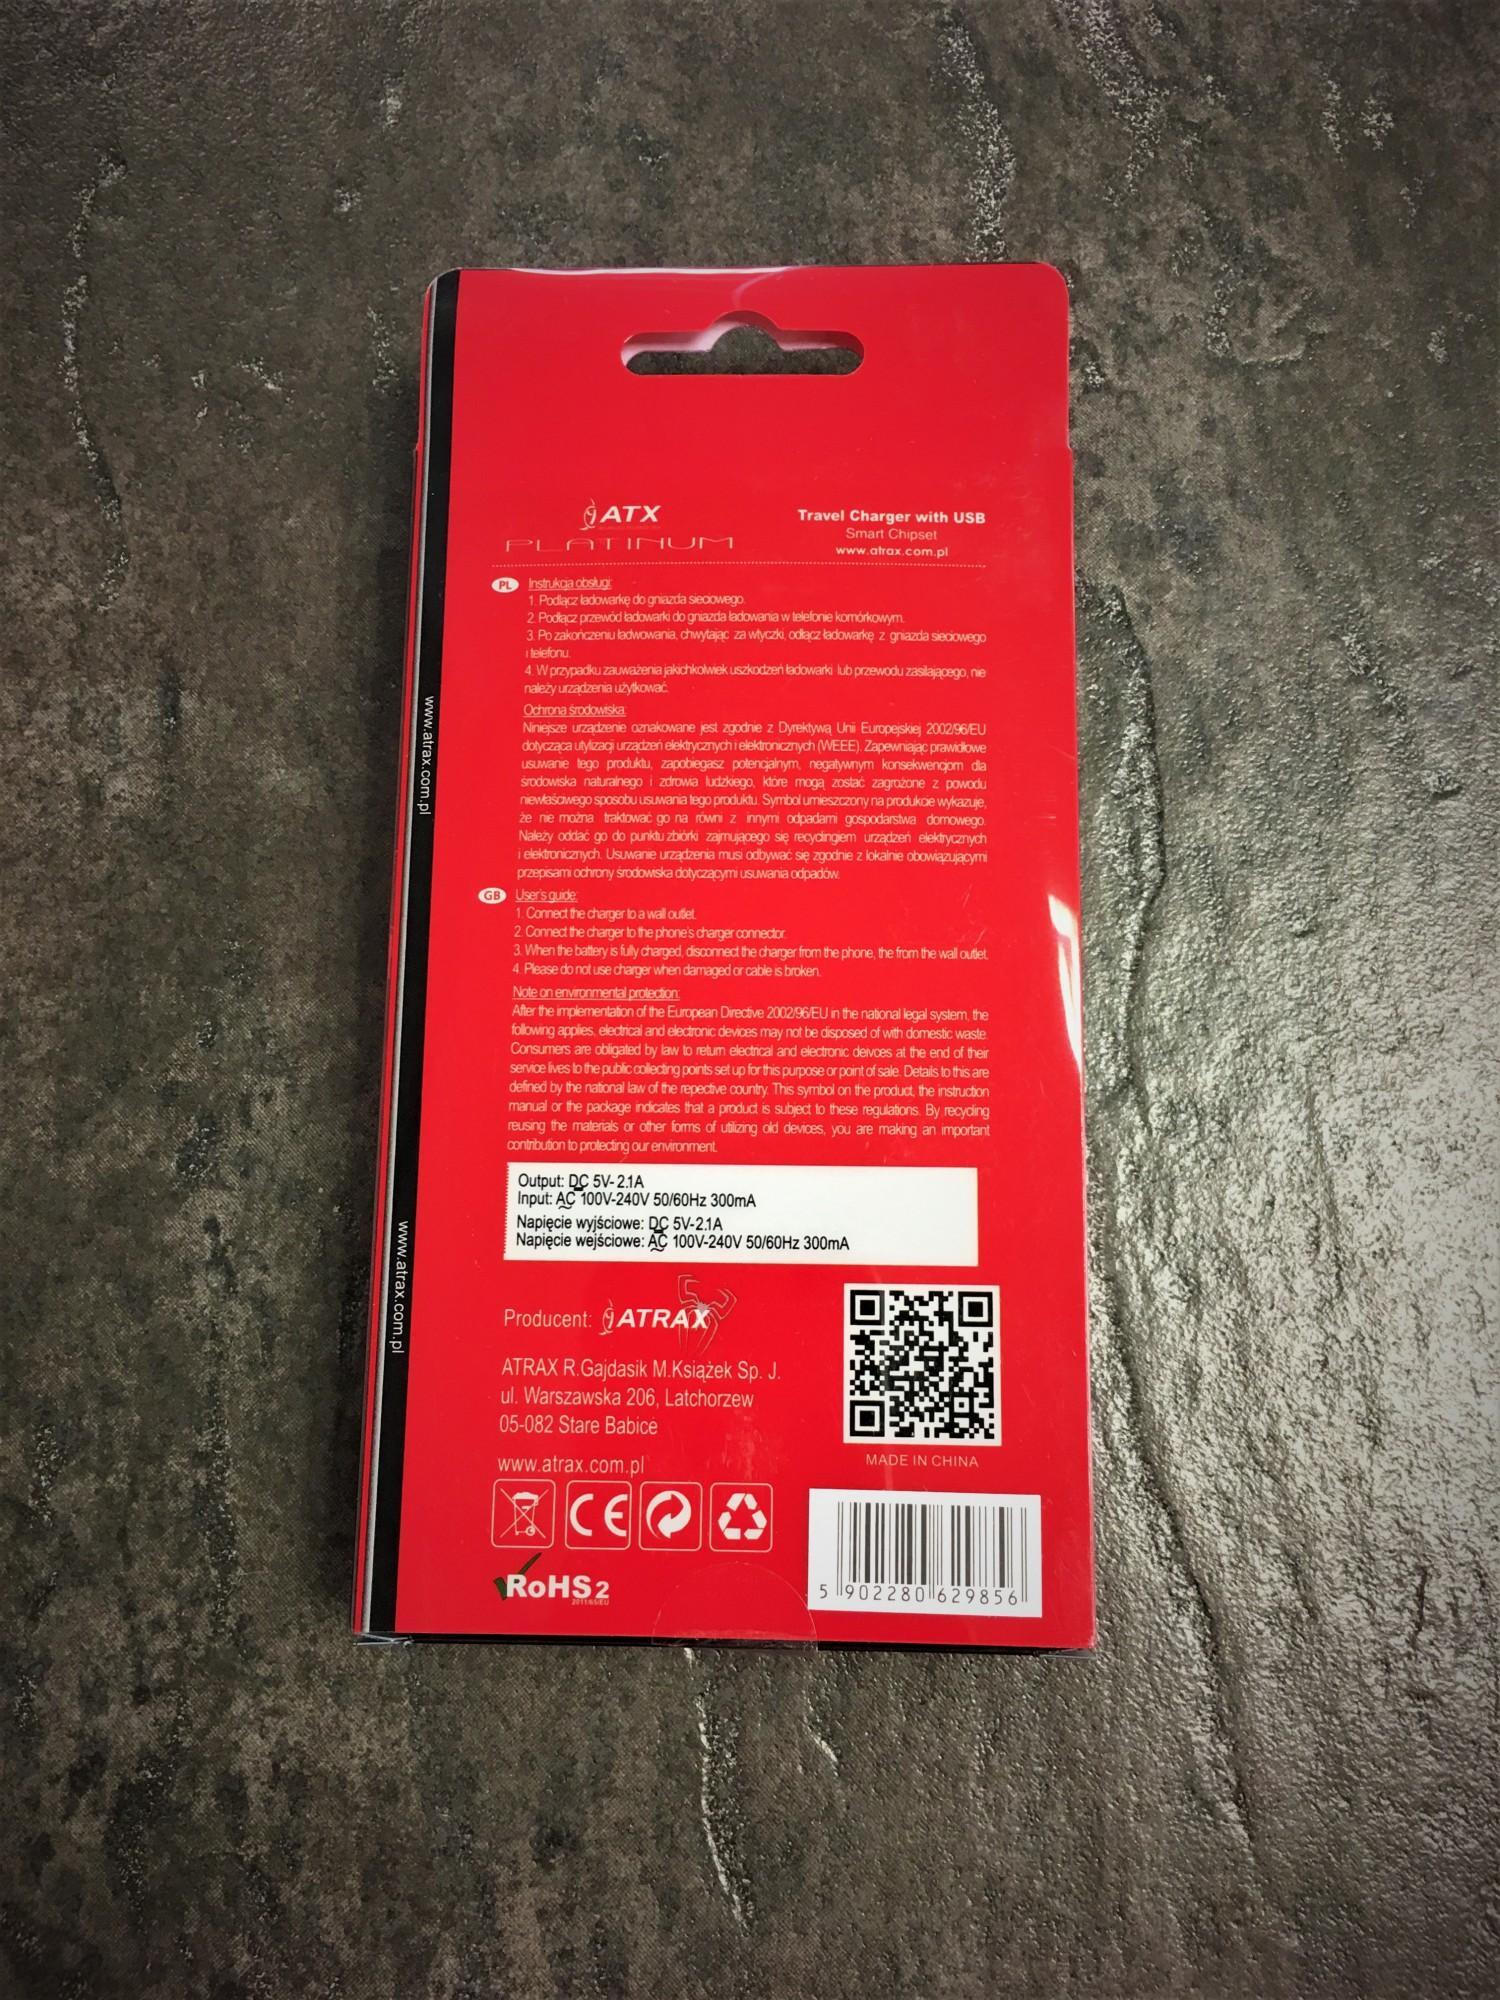 ATX
PLATINUM
Travel Charger with USB
Smart Chipset
www.atrax.com.pl
PL Instrukcja obsługi:
1. Podłącz ładowarkę do gniazda sieciowego.
2. Podłącz przewód ładowarki do gniazda ładowania w telefonie komórkowym.
3. Po zakończeniu ładwowania, chwytając za wtyczki, odłącz ładowarkę z gniazda sieciowego
i telefonu.
4. W przypadku zauważenia jakichkolwiek uszkodzeń ładowarki lub przewodu zasilającego, nie
należy urządzenia użytkować.
Ochrona środowiska:
Niniejsze urządzenie oznakowane jest zgodnie z Dyrektywą Unii Europejskiej 2002/96/EU
dotycząca utylizacji urządzeń elektrycznych i elektronicznych (WEEE). Zapewniając prawidłowe
usuwanie tego produktu, zapobiegasz potencjalnym, negatywnym konsekwencjom dla
środowiska naturalnego i zdrowia ludzkiego, które mogą zostać zagrożone z powodu
niewłaściwego sposobu usuwania tego produktu. Symbol umieszczony na produkcie wykazuje,
że nie można traktować go na równi z innymi odpadami gospodarstwa domowego.
Należy oddać go do punktu zbiórki zajmującego się recyclingiem urządzeń elektrycznych
i elektronicznych. Usuwanie urządzenia musi odbywać się zgodnie z lokalnie obowiązującymi
przepisami ochrony środowiska dotyczącymi usuwania odpadów.
GB User's guide:
1. Connect the charger to a wall outlet.
2. Connect the charger to the phone's charger connector.
3. When the battery is fully charged, disconnect the charger from the phone, the from the wall outlet.
4. Please do not use charger when damaged or cable is broken.
Note on environmental protection:
After the implementation of the European Directive 2002/96/EU in the national legal system, the
following applies, electrical and electronic devices may not be disposed of with domestic waste.
Consumers are obligated by law to return electrical and electronic deivces at the end of their
service lives to the public collecting points set up for this purpose or point of sale. Details to this are
defined by the national law of the repective country. This symbol on the product, the instruction
manual or the package indicates that a product is subject to these regulations. By recycling
reusing the materials or other forms of utilizing old devices, you are making an important
contribution to protecting our environment.
Output: DC 5V-2.1A
Input: AC 100V-240V 50/60Hz 300mA
Napięcie wyjściowe: DC 5V-2.1A
Napięcie wejściowe: AC 100V-240V 50/60Hz 300mA
Producent: ATRAX
ATRAX R.Gajdasik M.Książek Sp. J.
ul. Warszawska 206, Latchorzew
05-082 Stare Babice
www.atrax.com.pl
MADE IN CHINA
CE
RoHS 2
2011/65/EU
5 902280 629856
www.atrax.com.pl
www.atrax.com.pl